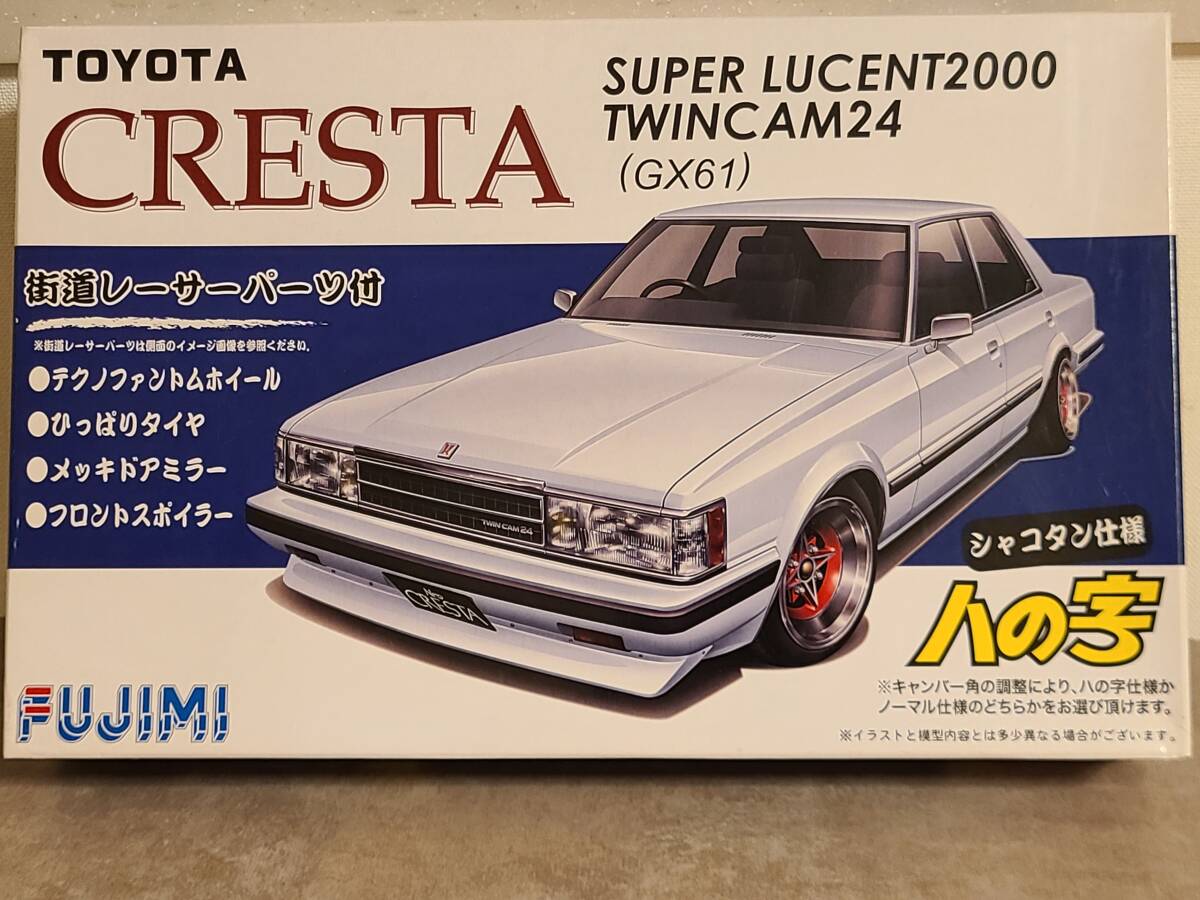 TOYOTA
CRESTA
SUPER LUCENT2000
TWINCAM24
(GX61)
街道レーサーパーツ付
※街道レーサーパーツは側面のイメージ画像を参照ください。
●テクノファントムホイール
●ひっぱりタイヤ
●メッキドアミラー
●フロントスポイラー
TWIN CAM 24
CRESTA
シャコタン仕様
ハの字
※キャンバー角の調整により、ハの字仕様か
ノーマル仕様のどちらかをお選び頂けます。
※イラストと模型内容とは多少異なる場合がございます。
FUJIMI